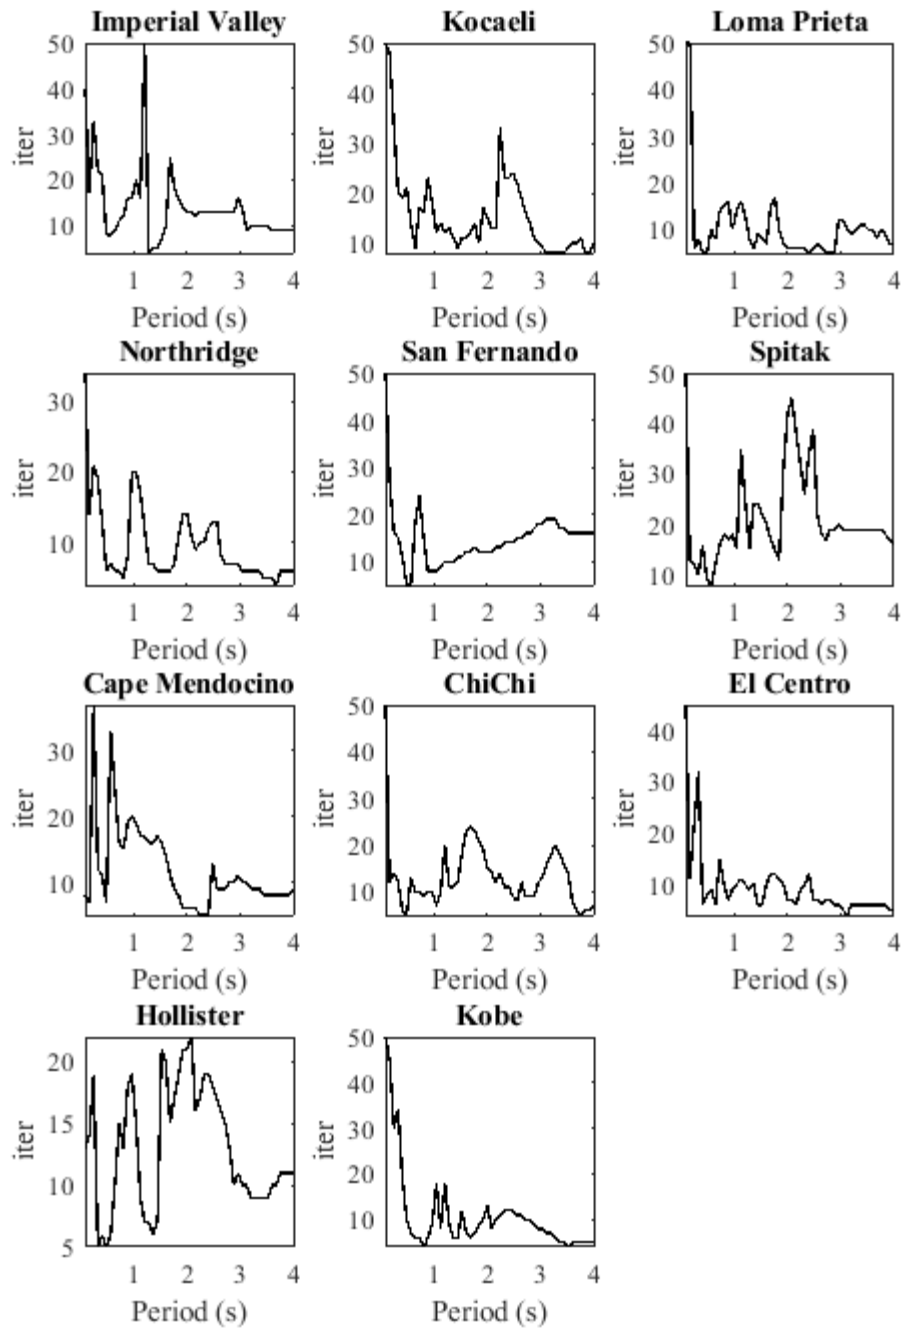 Imperial Valley
50
40
30
20
10
iter
1 2 3 4
Period (s)
Kocaeli
50
40
30
20
10
iter
1 2 3 4
Period (s)
Loma Prieta
50
40
30
20
10
iter
1 2 3 4
Period (s)
Northridge
30
20
10
iter
1 2 3 4
Period (s)
San Fernando
50
40
30
20
10
iter
1 2 3 4
Period (s)
Spitak
50
40
30
20
10
iter
1 2 3 4
Period (s)
Cape Mendocino
30
20
10
iter
1 2 3 4
Period (s)
ChiChi
50
40
30
20
10
iter
1 2 3 4
Period (s)
El Centro
40
30
20
10
iter
1 2 3 4
Period (s)
Hollister
20
15
10
5
iter
1 2 3 4
Period (s)
Kobe
50
40
30
20
10
iter
1 2 3 4
Period (s)